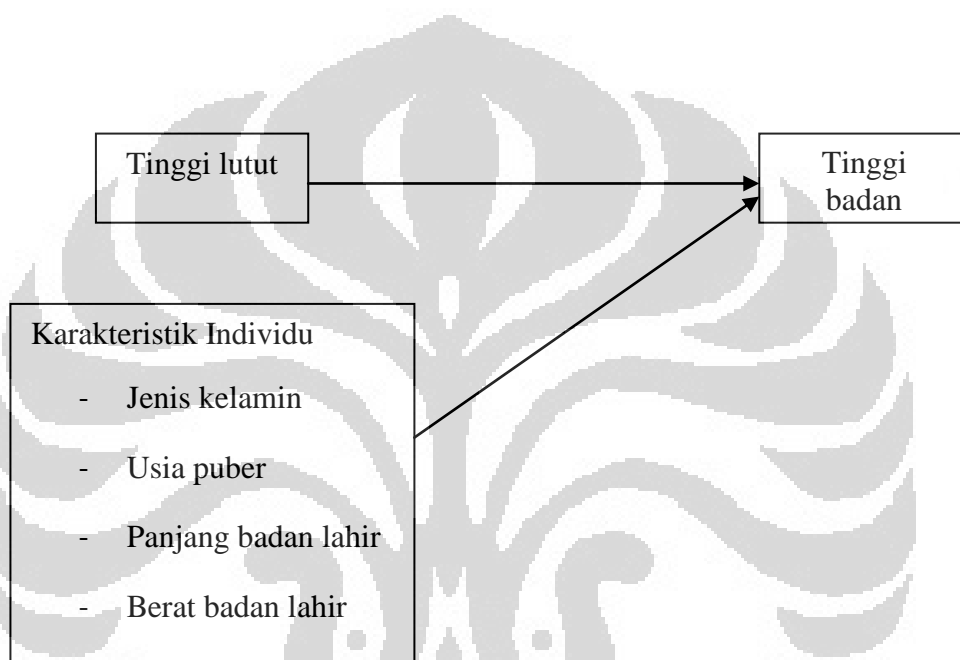 Tinggi lutut
Tinggi
badan
Karakteristik Individu
- Jenis kelamin
- Usia puber
- Panjang badan lahir
- Berat badan lahir